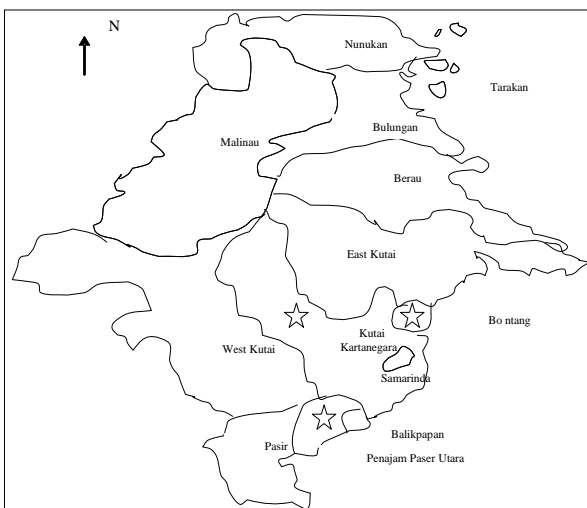 N
Nunukan
Tarakan
Bulungan
Malinau
Berau
East Kutai
Bo ntang
Kutai
Kartanegara
West Kutai
Samarinda
Balikpapan
Pasir
Penajam Paser Utara